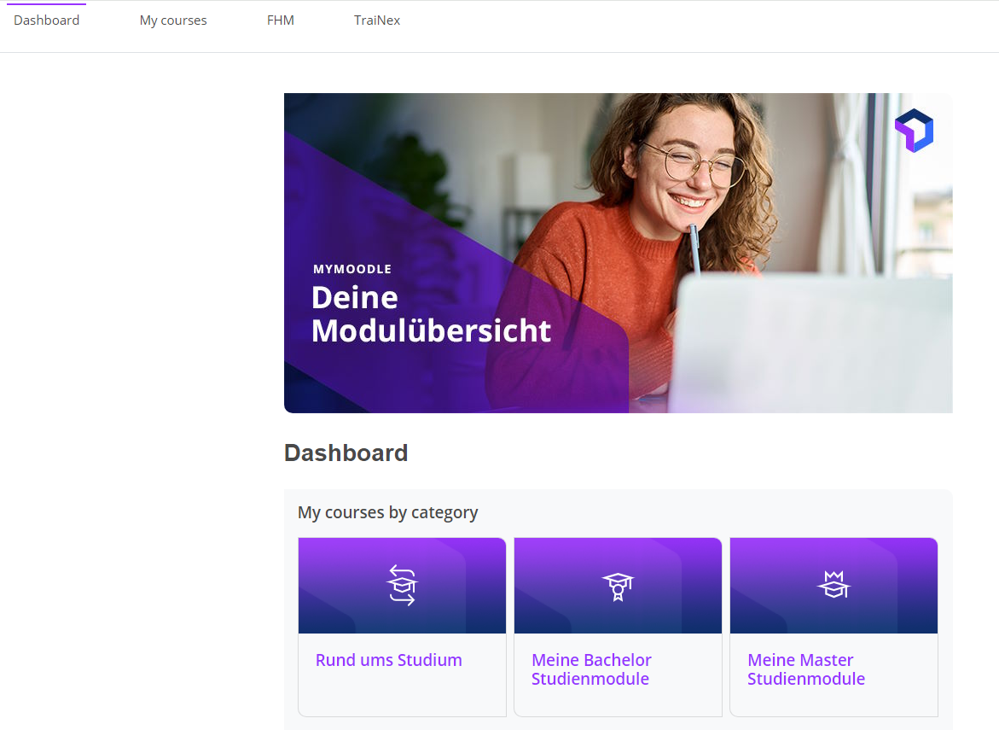 Dashboard
My courses
FHM
TraiNex
MYMOODLE
Deine
Modulübersicht
Dashboard
My courses by category
Rund ums Studium
Meine Bachelor
Studienmodule
Meine Master
Studienmodule